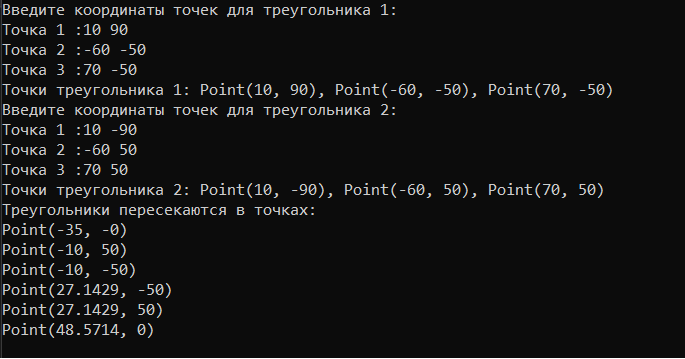 Введите координаты точек для треугольника 1:
Точка 1 :10 90
Точка 2 :-60 -50
Точка 3 :70 -50
Точки треугольника 1: Point(10, 90), Point(-60, -50), Point(70, -50)
Введите координаты точек для треугольника 2:
Точка 1 :10 -90
Точка 2 :-60 50
Точка 3 :70 50
Точки треугольника 2: Point(10, -90), Point(-60, 50), Point(70, 50)
Треугольники пересекаются в точках:
Point(-35, -0)
Point(-10, 50)
Point(-10, -50)
Point(27.1429, -50)
Point(27.1429, 50)
Point(48.5714, 0)